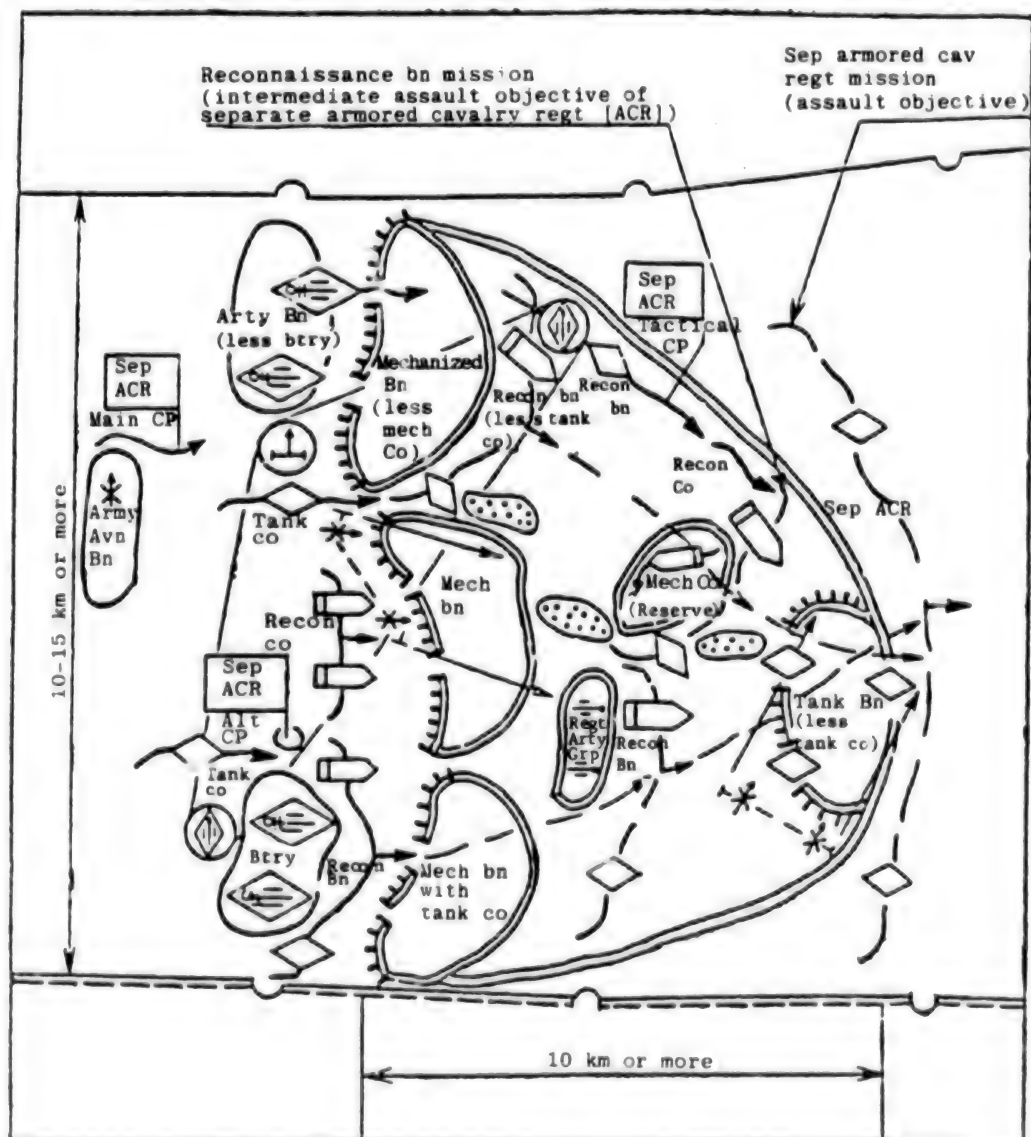 Reconnaissance bn mission
(intermediate assault objective of
separate armored cavalry regt [ACR])
Sep armored cav
regt mission
(assault objective)
Sep
ACR
Tactical
CP
Arty Bn
(less btry)
Mechanized
Bn
(less
mech
Co)
Recon bn
(less tank
co)
Recon
bn
Sep
ACR
Main CP
Army
Avn
Bn
Tank
co
Recon
Co
Sep ACR
10-15 km or more
Mech
bn
Mech Co
(Reserve)
Recon
co
Sep
ACR
Alt
CP
Tank
co
Regt
Arty
Grp
Recon
Bn
Tank Bn
(less
tank co)
Btry
Recon
Bn
Mech bn
with
tank co
10 km or more